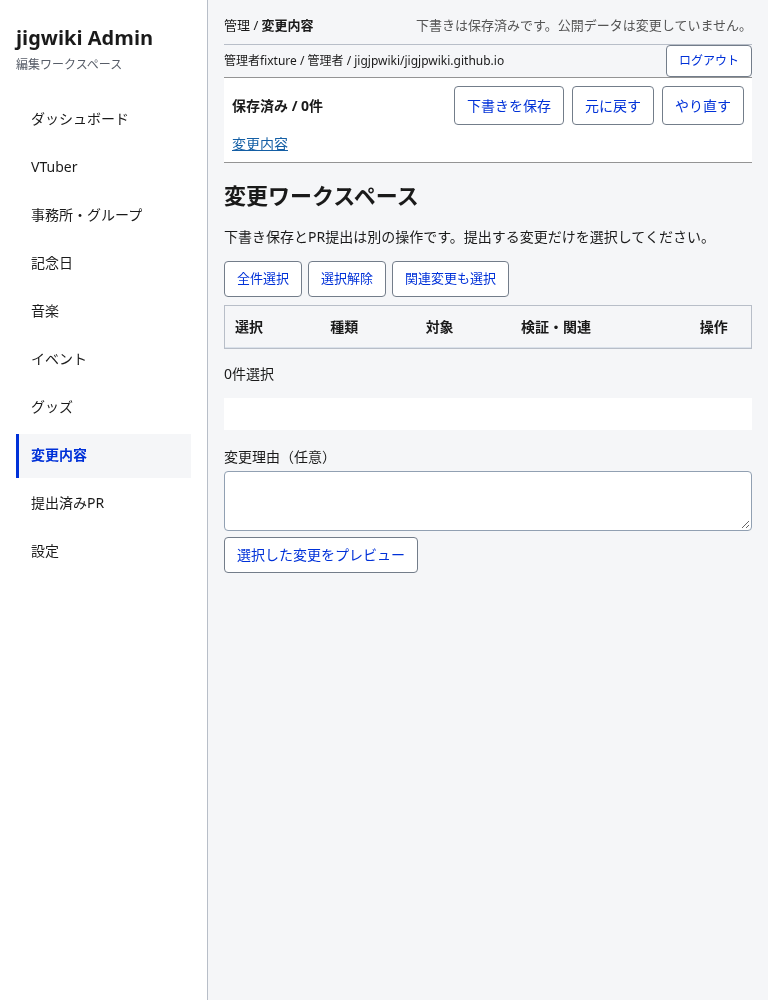 jigwiki Admin
編集ワークスペース
ダッシュボード
VTuber
事務所・グループ
記念日
音楽
イベント
グッズ
変更内容
提出済みPR
設定
管理 / 変更内容
下書きは保存済みです。公開データは変更していません。
管理者fixture / 管理者 / jigjpwiki/jigjpwiki.github.io
ログアウト
保存済み / 0件
下書きを保存
元に戻す
やり直す
変更内容
変更ワークスペース
下書き保存とPR提出は別の操作です。提出する変更だけを選択してください。
全件選択
選択解除
関連変更も選択
選択 種類 対象 検証・関連 操作
0件選択
変更理由（任意）
選択した変更をプレビュー